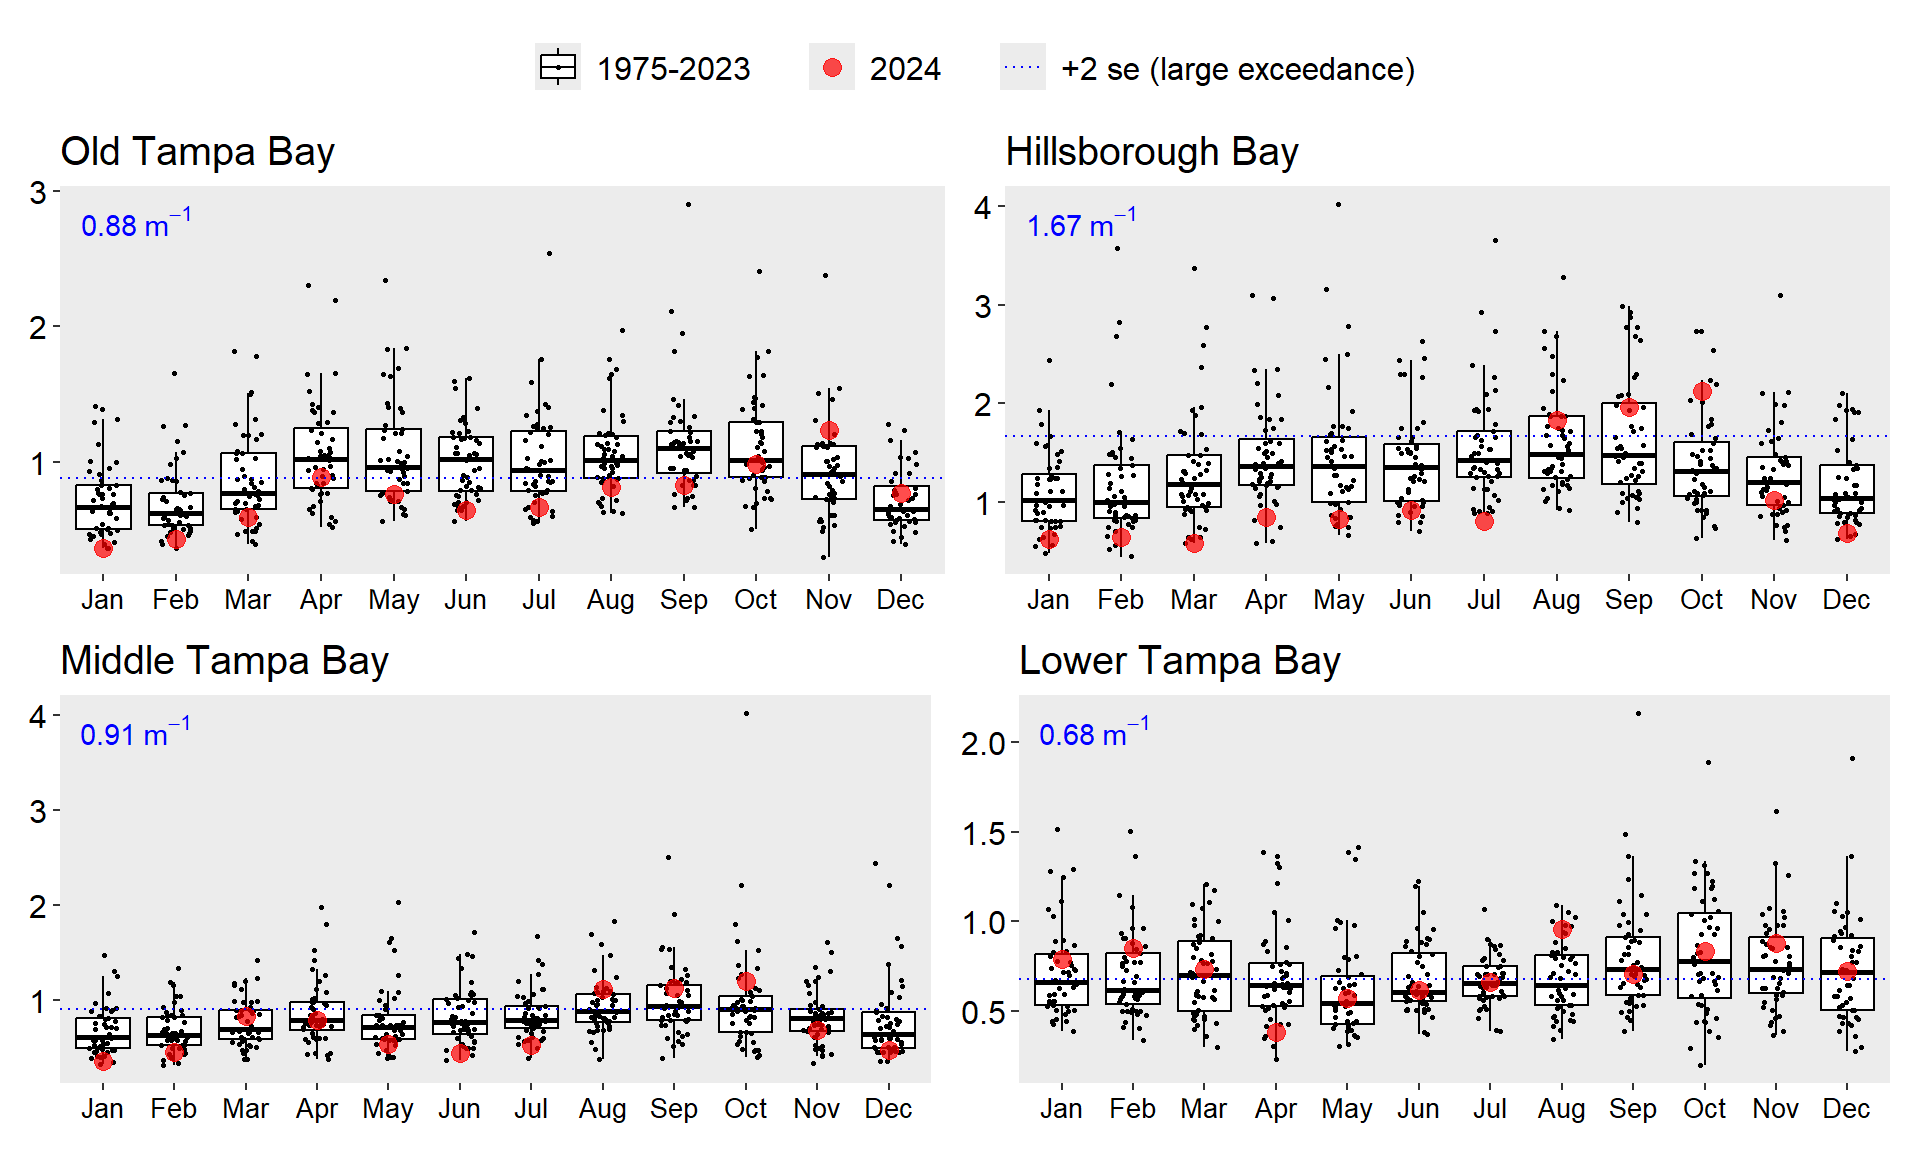 1975-2023 2024 +2 se (large exceedance)
Old Tampa Bay
0.88 m⁻¹
3
2
1
Jan Feb Mar Apr May Jun Jul Aug Sep Oct Nov Dec
Hillsborough Bay
1.67 m⁻¹
4
3
2
1
Jan Feb Mar Apr May Jun Jul Aug Sep Oct Nov Dec
Middle Tampa Bay
0.91 m⁻¹
4
3
2
1
Jan Feb Mar Apr May Jun Jul Aug Sep Oct Nov Dec
Lower Tampa Bay
0.68 m⁻¹
2.0
1.5
1.0
0.5
Jan Feb Mar Apr May Jun Jul Aug Sep Oct Nov Dec